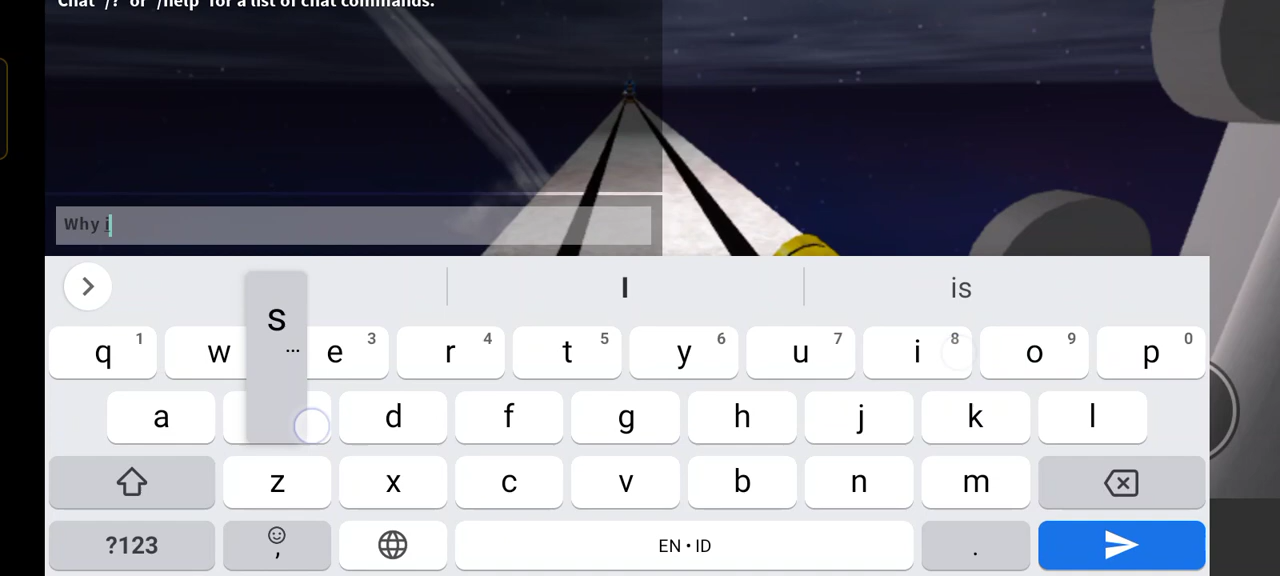 Chat '/?' or '/help' for a list of chat commands.
Why i
I is
S
...
q 1 w e 3 r 4 t 5 y 6 u 7 i 8 o 9 p 0
a d f g h j k l
z x c v b n m
?123 , EN • ID .